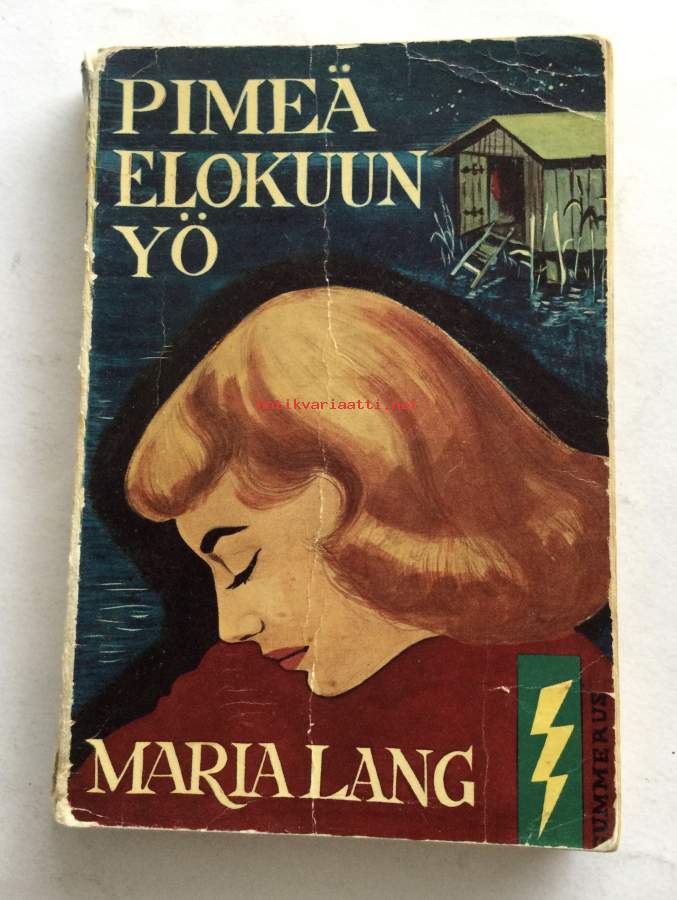 PIMEÄ
ELOKUUN
YÖ
antikvariaatti.net
MARIA LANG
GUMMERUS